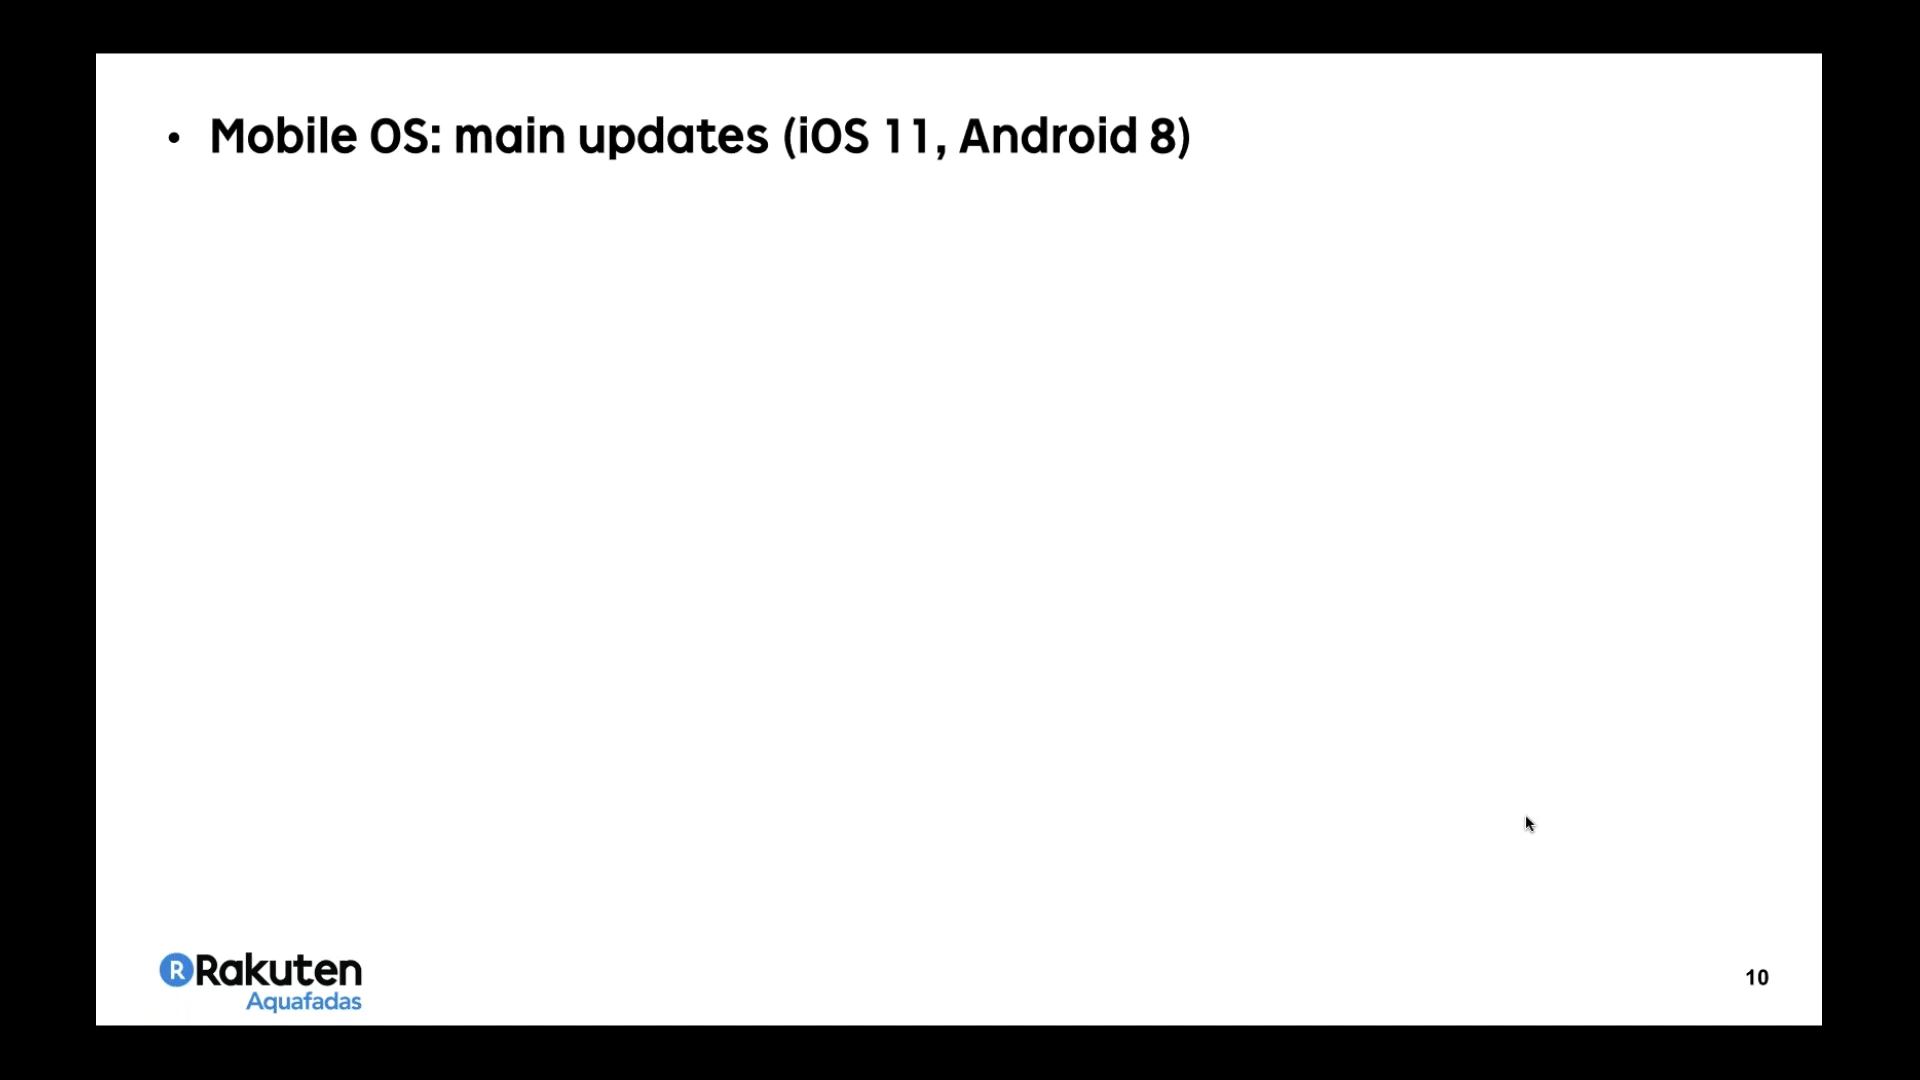 • Mobile OS: main updates (iOS 11, Android 8)
R Rakuten
Aquafadas
10